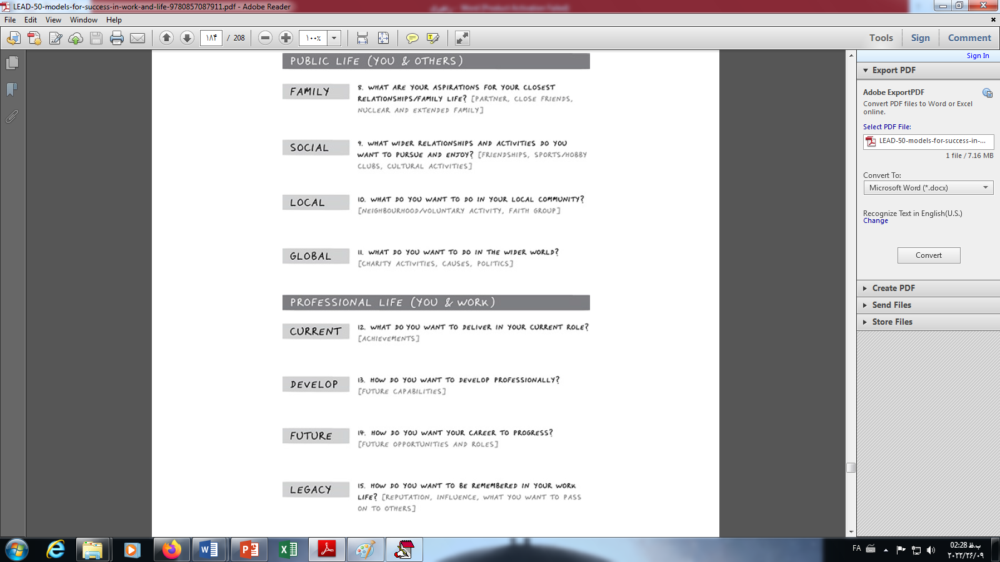 LEAD-50-models-for-success-in-work-and-life-9780857087911.pdf - Adobe Reader
File Edit View Window Help
۱۸۴ / 208
۱۰۰٪
Tools Sign Comment
Sign In
PUBLIC LIFE (YOU & OTHERS)
FAMILY
8. WHAT ARE YOUR ASPIRATIONS FOR YOUR CLOSEST
RELATIONSHIPS/FAMILY LIFE? [PARTNER, CLOSE FRIENDS,
NUCLEAR AND EXTENDED FAMILY]
SOCIAL
9. WHAT WIDER RELATIONSHIPS AND ACTIVITIES DO YOU
WANT TO PURSUE AND ENJOY? [FRIENDSHIPS, SPORTS/HOBBY
CLUBS, CULTURAL ACTIVITIES]
LOCAL
10. WHAT DO YOU WANT TO DO IN YOUR LOCAL COMMUNITY?
[NEIGHBOURHOOD/VOLUNTARY ACTIVITY, FAITH GROUP]
GLOBAL
11. WHAT DO YOU WANT TO DO IN THE WIDER WORLD?
[CHARITY ACTIVITIES, CAUSES, POLITICS]
PROFESSIONAL LIFE (YOU & WORK)
CURRENT
12. WHAT DO YOU WANT TO DELIVER IN YOUR CURRENT ROLE?
[ACHIEVEMENTS]
DEVELOP
13. HOW DO YOU WANT TO DEVELOP PROFESSIONALLY?
[FUTURE CAPABILITIES]
FUTURE
14. HOW DO YOU WANT YOUR CAREER TO PROGRESS?
[FUTURE OPPORTUNITIES AND ROLES]
LEGACY
15. HOW DO YOU WANT TO BE REMEMBERED IN YOUR WORK
LIFE? [REPUTATION, INFLUENCE, WHAT YOU WANT TO PASS
ON TO OTHERS]
Export PDF
Adobe ExportPDF
Convert PDF files to Word or Excel
online.
Select PDF File:
LEAD-50-models-for-success-in-...
1 file / 7.16 MB
Convert To:
Microsoft Word (*.docx)
Recognize Text in English(U.S.)
Change
Convert
Create PDF
Send Files
Store Files
FA
02:28 ب.ظ
۲۰۲۲/۲۶/۰۹